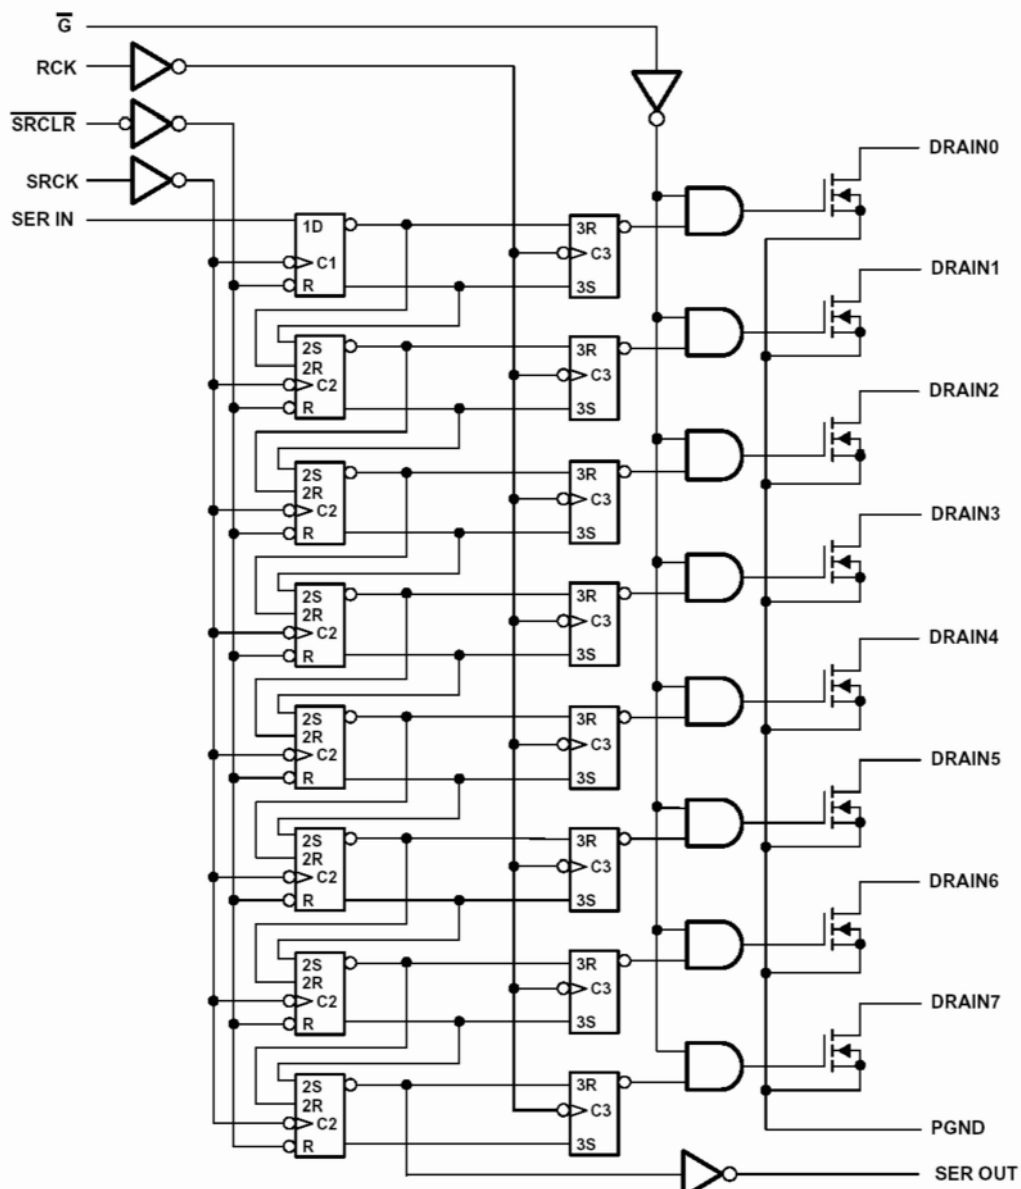 G̅
RCK
S̅R̅C̅L̅R̅
SRCK
SER IN
1D
C1
R
3R
C3
3S
DRAIN0
2S
2R
C2
R
3R
C3
3S
DRAIN1
2S
2R
C2
R
3R
C3
3S
DRAIN2
2S
2R
C2
R
3R
C3
3S
DRAIN3
2S
2R
C2
R
3R
C3
3S
DRAIN4
2S
2R
C2
R
3R
C3
3S
DRAIN5
2S
2R
C2
R
3R
C3
3S
DRAIN6
2S
2R
C2
R
3R
C3
3S
DRAIN7
PGND
SER OUT